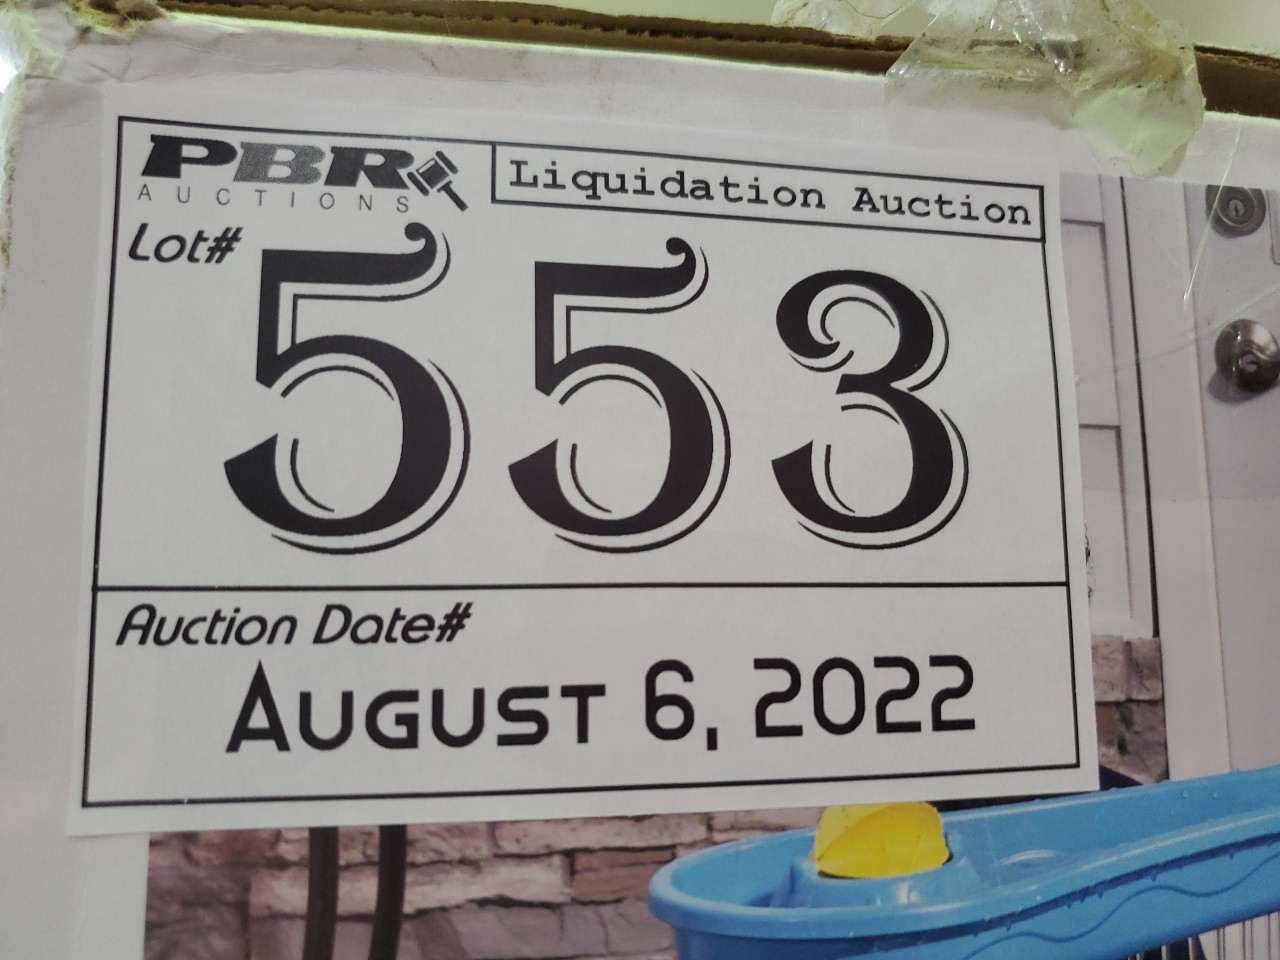 PBR
AUCTIONS
Liquidation Auction
Lot#
553
Auction Date#
August 6, 2022